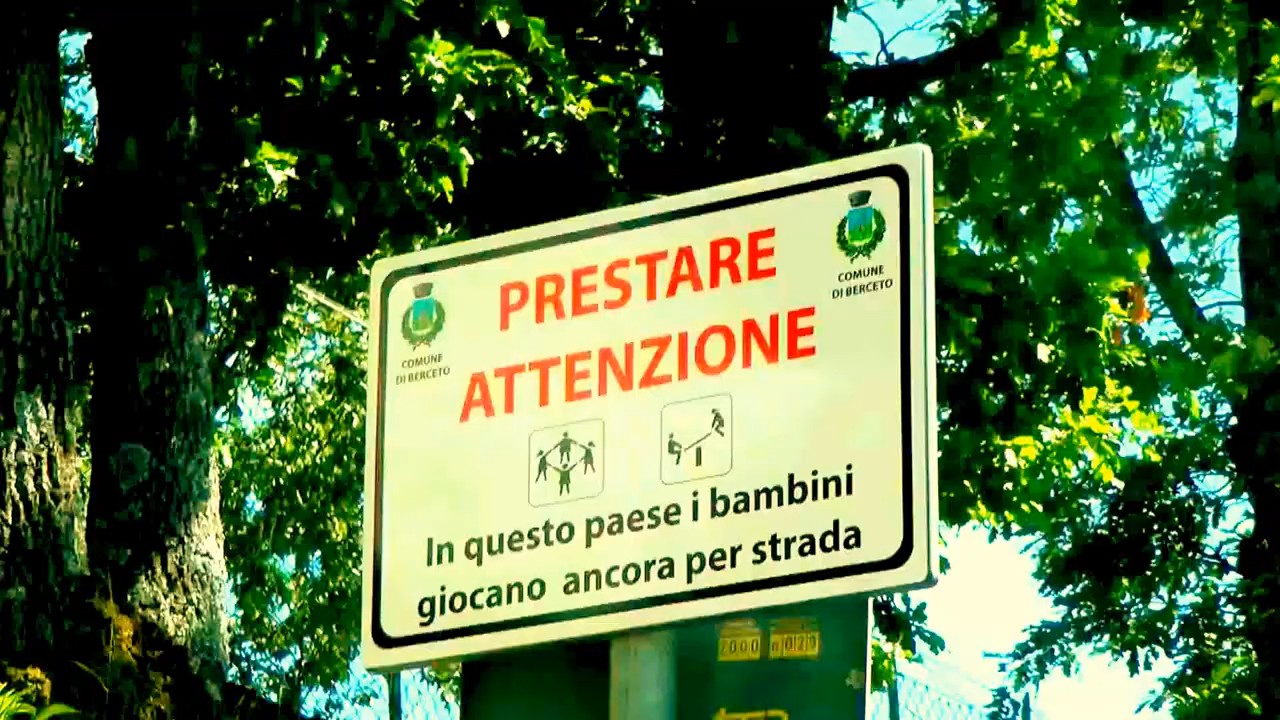 PRESTARE
ATTENZIONE
COMUNE
DI BERCETO
COMUNE
DI BERCETO
In questo paese i bambini
giocano ancora per strada